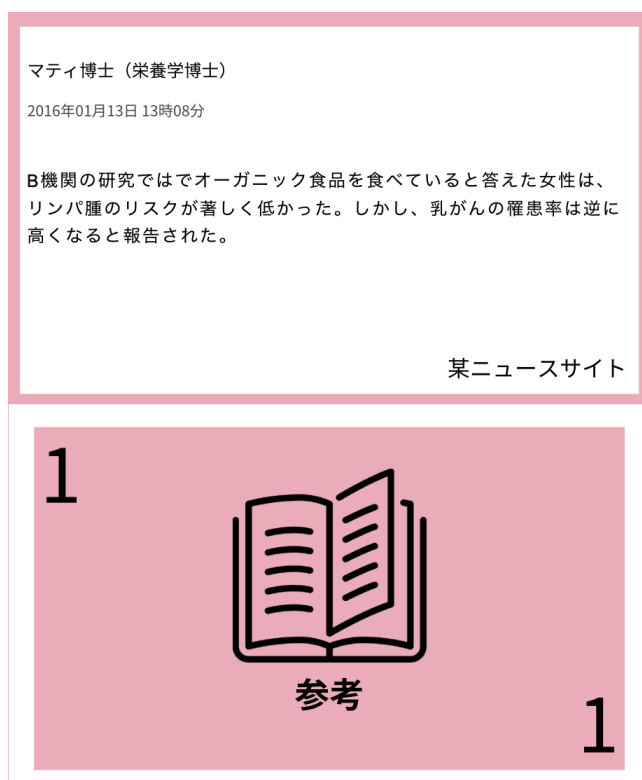 マティ博士（栄養学博士）
2016年01月13日 13時08分
B機関の研究ではでオーガニック食品を食べていると答えた女性は、
リンパ腫のリスクが著しく低かった。しかし、乳がんの罹患率は逆に
高くなると報告された。
某ニュースサイト
1
参考
1